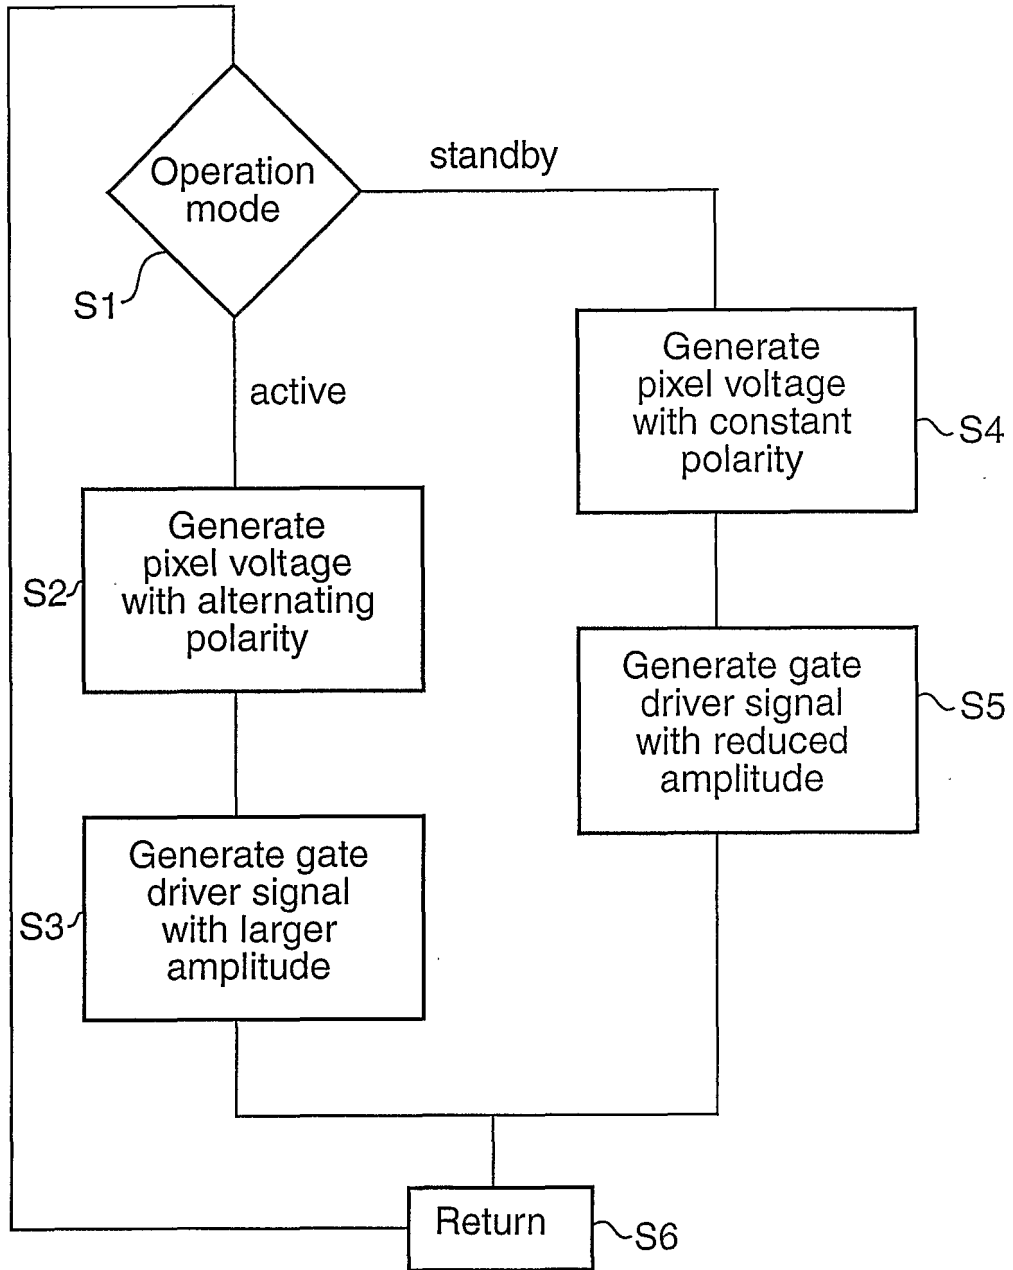 Operation
mode
standby
S1
active
Generate
pixel voltage
with constant
polarity
S4
Generate
pixel voltage
with alternating
polarity
S2
Generate gate
driver signal
with reduced
amplitude
S5
Generate gate
driver signal
with larger
amplitude
S3
Return
S6